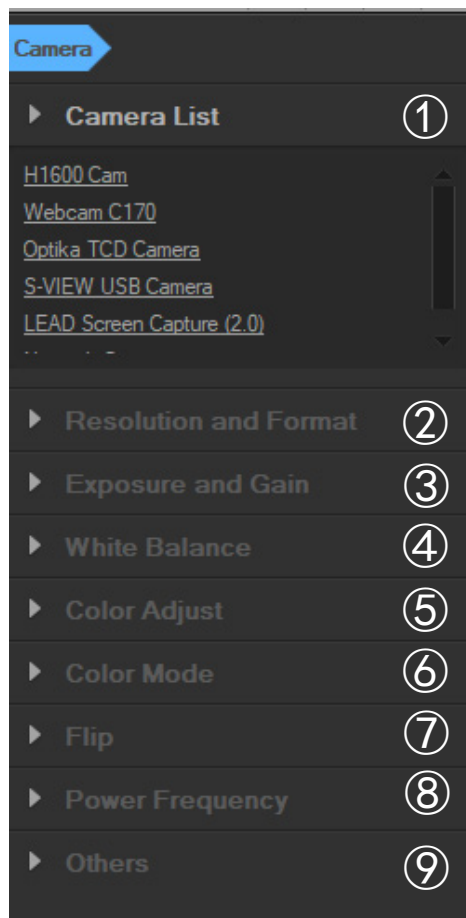 Camera
Camera List ①
H1600 Cam
Webcam C170
Optika TCD Camera
S-VIEW USB Camera
LEAD Screen Capture (2.0)
Resolution and Format ②
Exposure and Gain ③
White Balance ④
Color Adjust ⑤
Color Mode ⑥
Flip ⑦
Power Frequency ⑧
Others ⑨